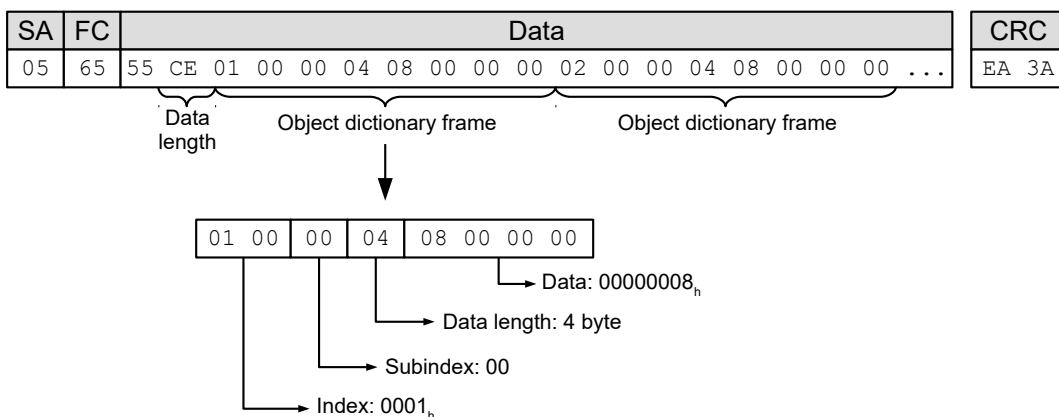 SA FC Data CRC
05 65 55 CE 01 00 00 04 08 00 00 00 02 00 00 04 08 00 00 00 ... EA 3A
Data length
Object dictionary frame
Object dictionary frame
01 00 00 04 08 00 00 00
Data: 00000008h
Data length: 4 byte
Subindex: 00
Index: 0001h